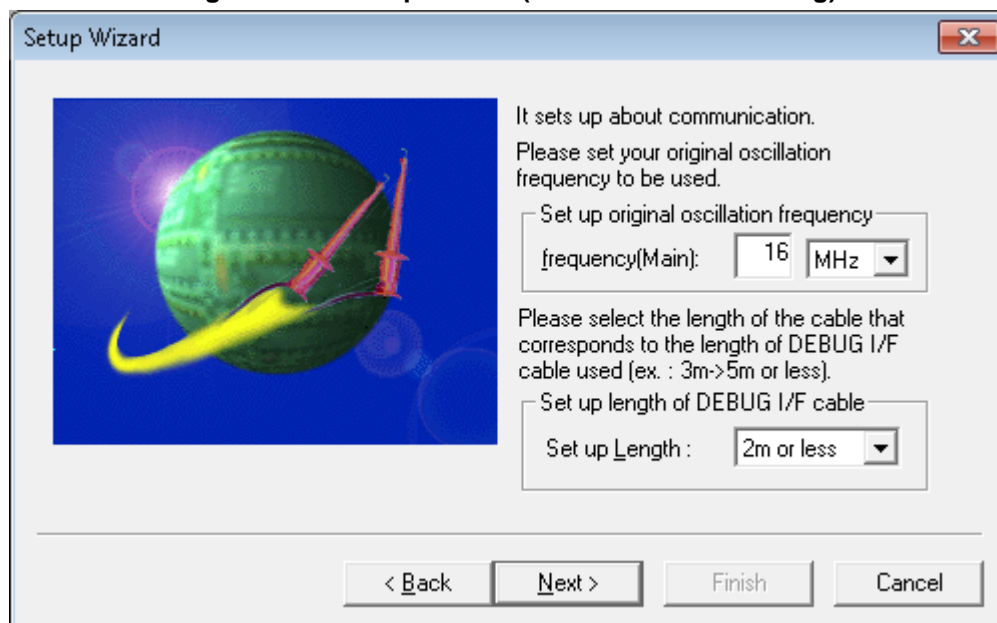 Setup Wizard
It sets up about communication.
Please set your original oscillation
frequency to be used.
Set up original oscillation frequency
frequency(Main): 16 MHz
Please select the length of the cable that
corresponds to the length of DEBUG I/F
cable used (ex. : 3m->5m or less).
Set up length of DEBUG I/F cable
Set up Length : 2m or less
< Back Next > Finish Cancel